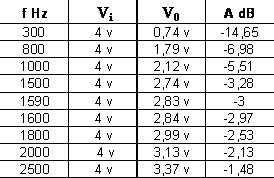 f Hz Vi V0 A dB
300 4 v 0,74 v -14,65
800 4 v 1,79 v -6,98
1000 4 v 2,12 v -5,51
1500 4 v 2,74 v -3,28
1590 4 v 2,83 v -3
1600 4 v 2,84 v -2,97
1800 4 v 2,99 v -2,53
2000 4 v 3,13 v -2,13
2500 4 v 3,37 v -1,48